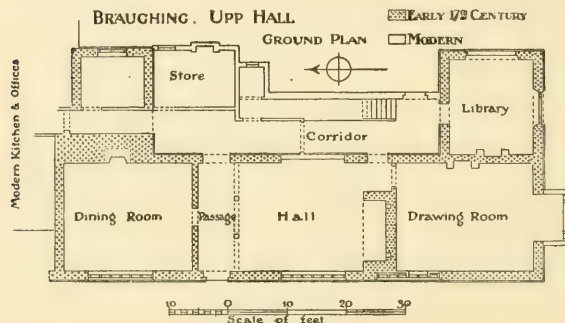 BRAUGHING. UPP HALL
GROUND PLAN
EARLY 17TH CENTURY
MODERN
Modern Kitchen & Offices
Store
Library
Corridor
Dining Room
Passage
Hall
Drawing Room
10 0 10 20 30
Scale of feet